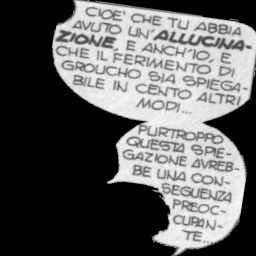 CIOE' CHE TU ABBIA
AVUTO UN'ALLUCINA-
ZIONE, E ANCH'IO, E
CHE IL FERIMENTO DI
GROUCHO SIA SPIEGA-
BILE IN CENTO ALTRI
MODI...
PURTROPPO
QUESTA SPIE-
GAZIONE AVREB-
BE UNA CON-
SEGUENZA
PREOC-
CUPAN-
TE...